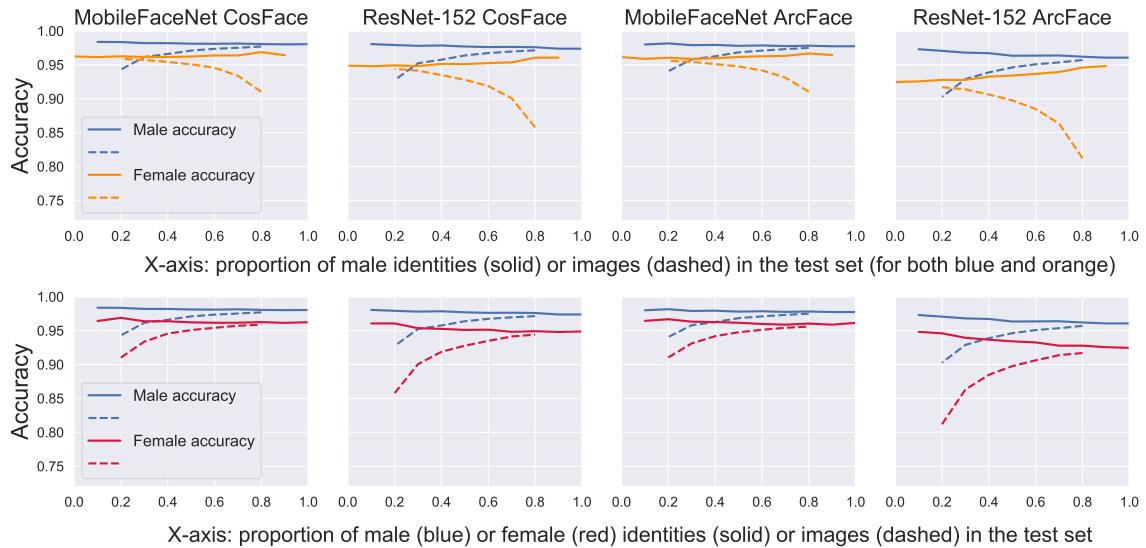 MobileFaceNet CosFace ResNet-152 CosFace MobileFaceNet ArcFace ResNet-152 ArcFace
1.00
0.95
0.90
0.85
0.80
0.75
Accuracy
Male accuracy
Female accuracy
0.0 0.2 0.4 0.6 0.8 1.0 0.0 0.2 0.4 0.6 0.8 1.0 0.0 0.2 0.4 0.6 0.8 1.0 0.0 0.2 0.4 0.6 0.8 1.0
X-axis: proportion of male identities (solid) or images (dashed) in the test set (for both blue and orange)
1.00
0.95
0.90
0.85
0.80
0.75
Accuracy
Male accuracy
Female accuracy
0.0 0.2 0.4 0.6 0.8 1.0 0.0 0.2 0.4 0.6 0.8 1.0 0.0 0.2 0.4 0.6 0.8 1.0 0.0 0.2 0.4 0.6 0.8 1.0
X-axis: proportion of male (blue) or female (red) identities (solid) or images (dashed) in the test set